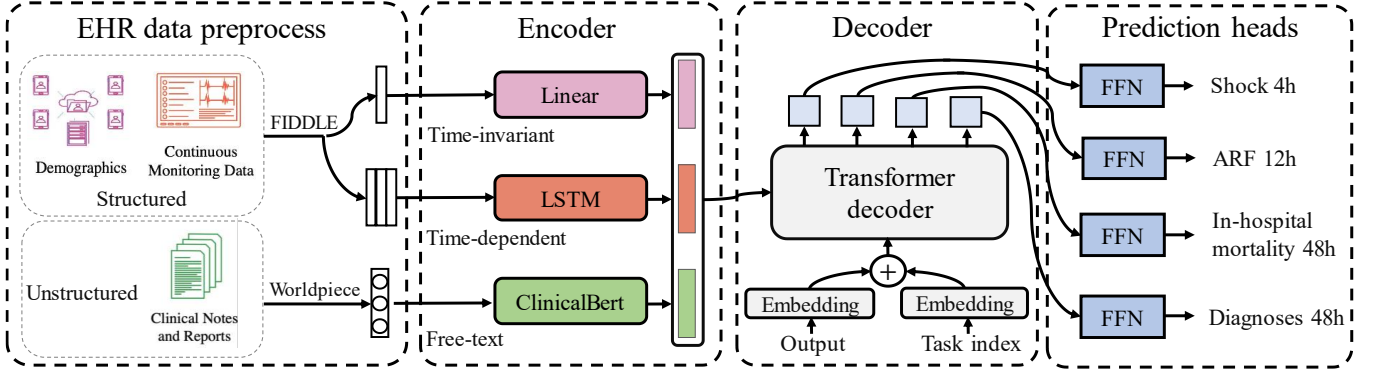 EHR data preprocess
Demographics
Continuous
Monitoring Data
Structured
FIDDLE
Unstructured
Clinical Notes
and Reports
Worldpiece
Encoder
Linear
Time-invariant
LSTM
Time-dependent
ClinicalBert
Free-text
Decoder
Transformer
decoder
+
Embedding
Embedding
Output
Task index
Prediction heads
FFN
Shock 4h
FFN
ARF 12h
FFN
In-hospital
mortality 48h
FFN
Diagnoses 48h